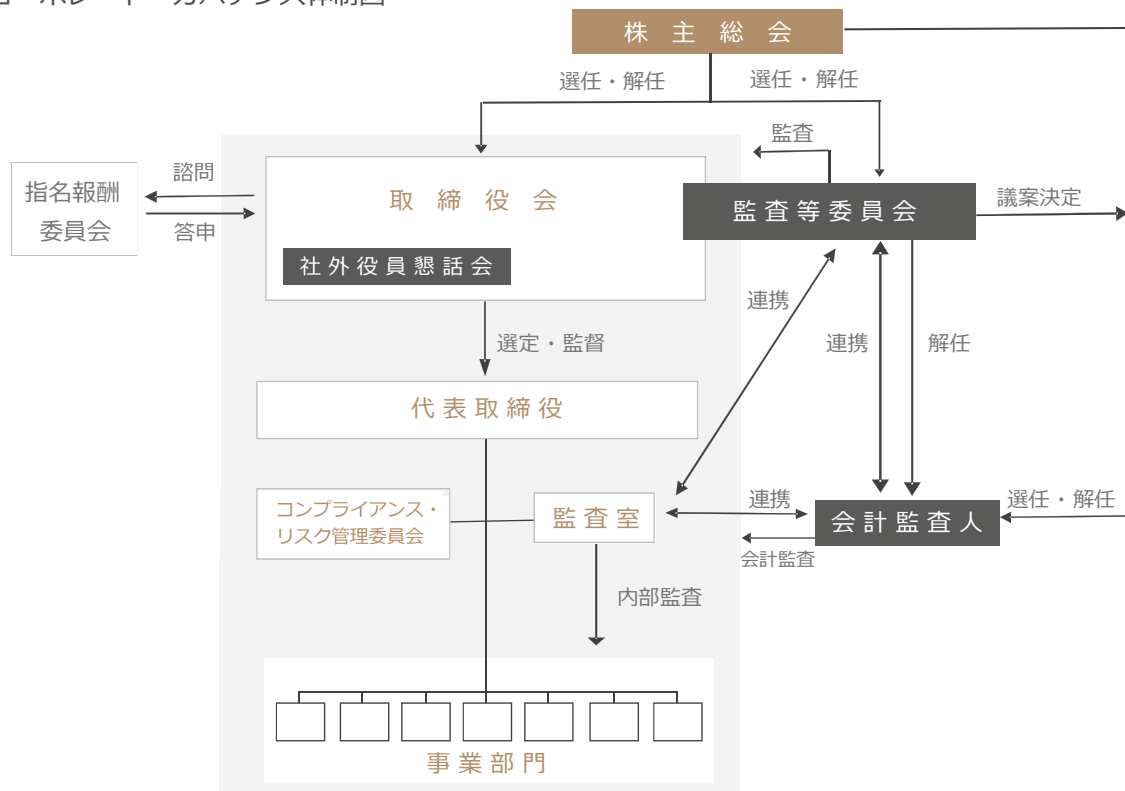 株主総会
選任・解任
選任・解任
監査
諮問
指名報酬
委員会
答申
取締役会
監査等委員会
議案決定
社外役員懇話会
連携
選定・監督
連携
解任
代表取締役
コンプライアンス・
リスク管理委員会
監査室
連携
会計監査人
選任・解任
会計監査
内部監査
事業部門